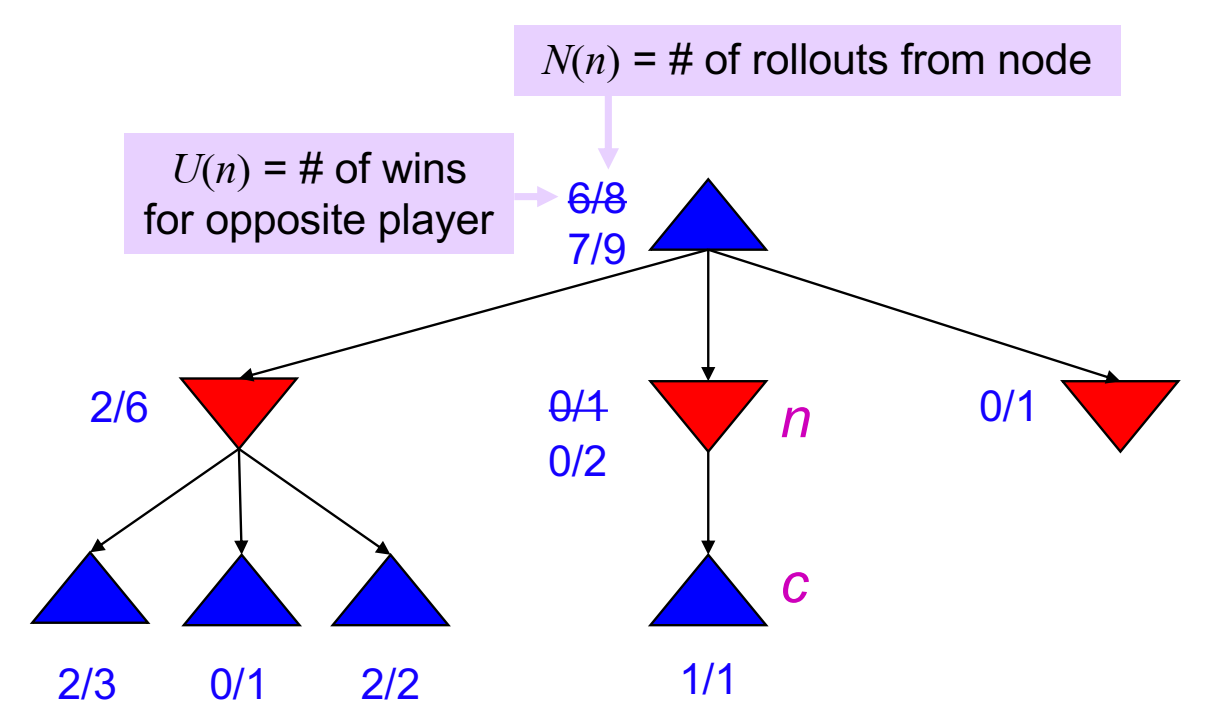 N(n) = # of rollouts from node
U(n) = # of wins
for opposite player
6/8
7/9
2/6
0/1
0/2
n
0/1
c
2/3
0/1
2/2
1/1